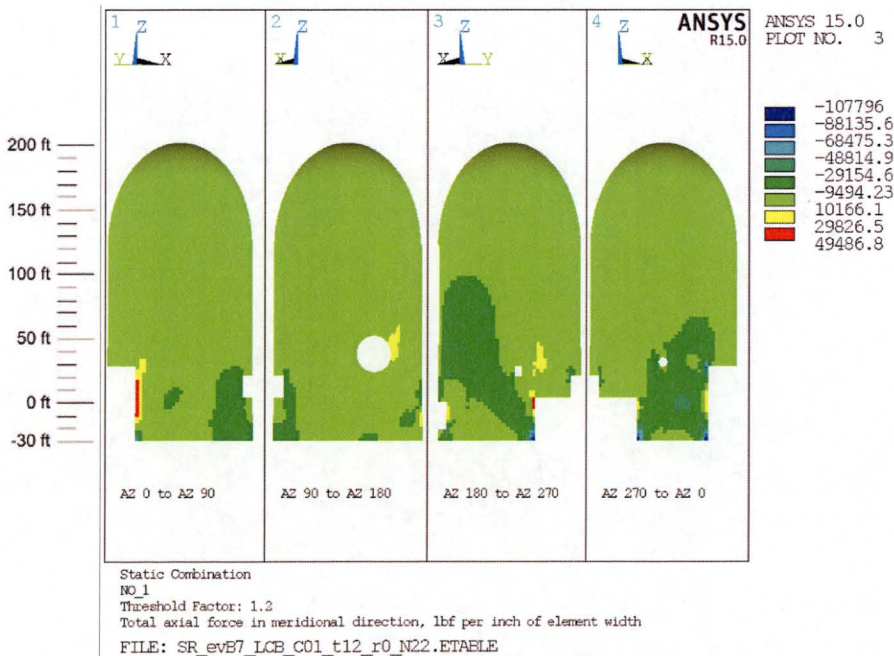 1
2
3
4
ANSYS
R15.0
ANSYS 15.0
PLOT NO. 3
Z
Y X
Z
X
Z
X Y
Z
X
-107796
-88135.6
-68475.3
-48814.9
-29154.6
-9494.23
10166.1
29826.5
49486.8
200 ft
150 ft
100 ft
50 ft
0 ft
-30 ft
AZ 0 to AZ 90
AZ 90 to AZ 180
AZ 180 to AZ 270
AZ 270 to AZ 0
Static Combination
NO_1
Threshold Factor: 1.2
Total axial force in meridional direction, lbf per inch of element width
FILE: SR_evB7_LCB_C01_t12_r0_N22.ETABLE